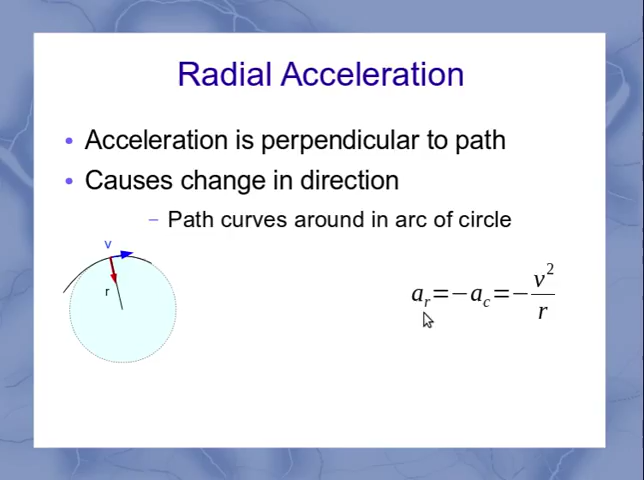 Radial Acceleration
• Acceleration is perpendicular to path
• Causes change in direction
– Path curves around in arc of circle
v
r
a_r=−a_c=−v²/r